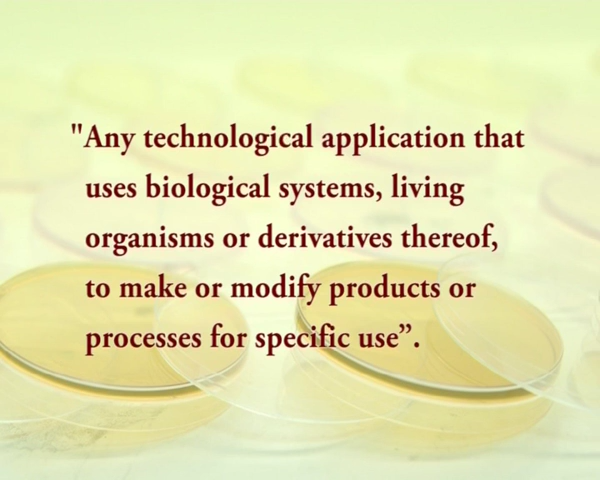 "Any technological application that
uses biological systems, living
organisms or derivatives thereof,
to make or modify products or
processes for specific use”.